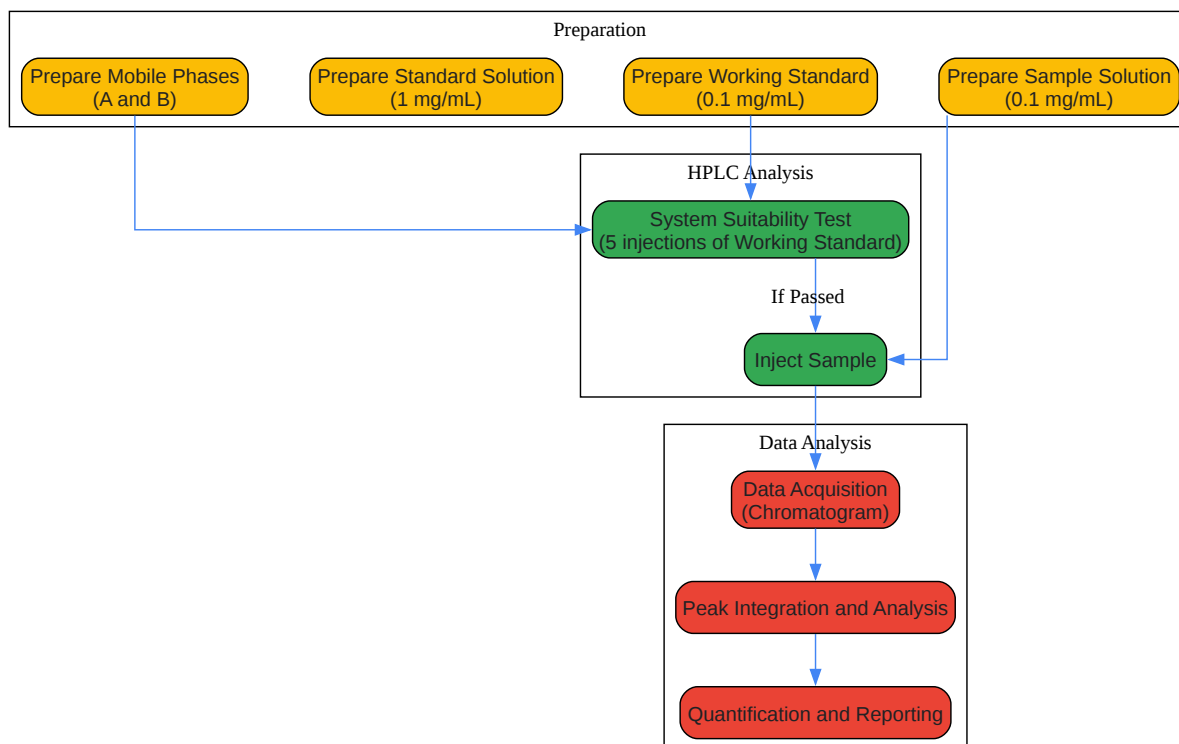 Preparation
Prepare Mobile Phases
(A and B)
Prepare Standard Solution
(1 mg/mL)
Prepare Working Standard
(0.1 mg/mL)
Prepare Sample Solution
(0.1 mg/mL)
HPLC Analysis
System Suitability Test
(5 injections of Working Standard)
If Passed
Inject Sample
Data Analysis
Data Acquisition
(Chromatogram)
Peak Integration and Analysis
Quantification and Reporting